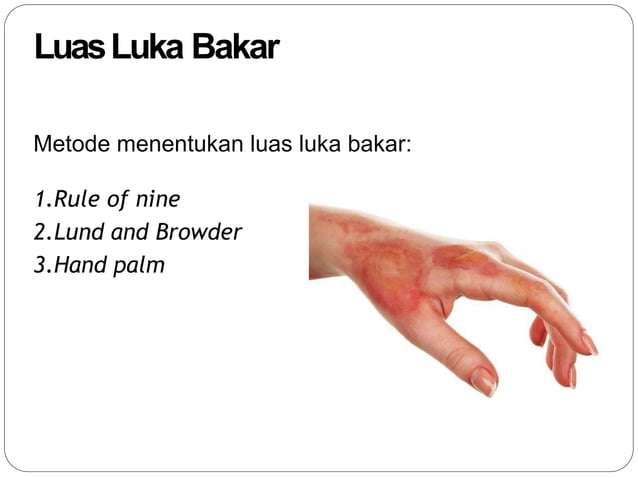 Luas Luka Bakar
Metode menentukan luas luka bakar:
1.Rule of nine
2.Lund and Browder
3.Hand palm